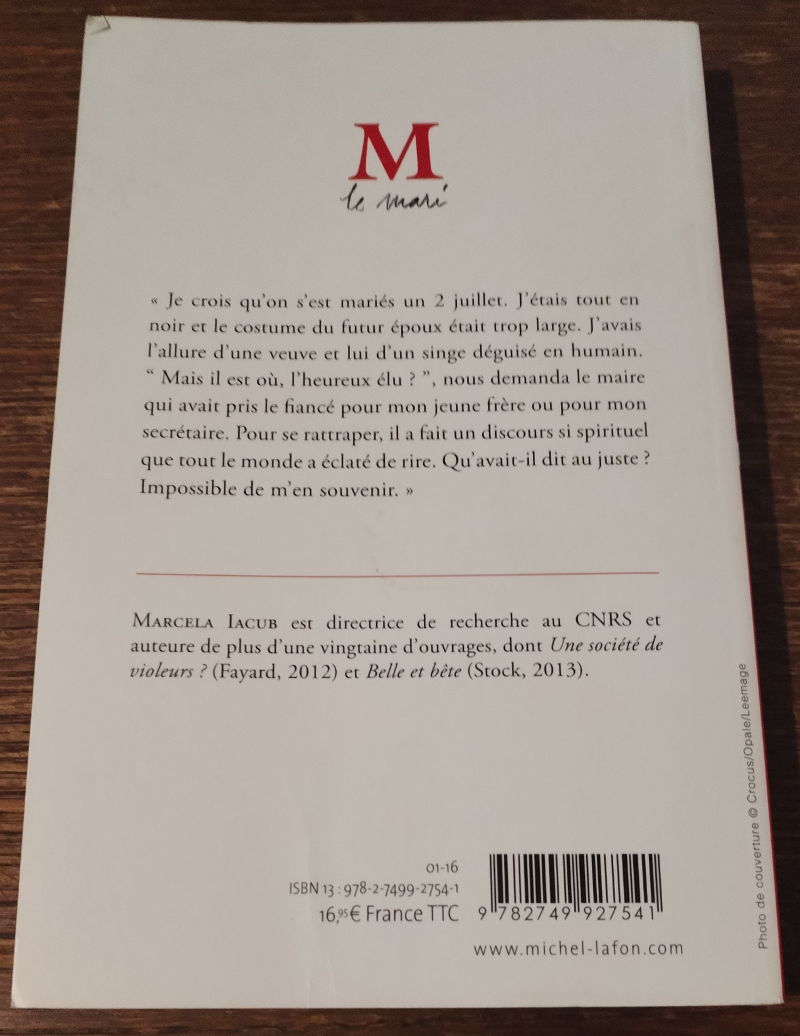 M
le mari
« Je crois qu'on s'est mariés un 2 juillet. J'étais tout en
noir et le costume du futur époux était trop large. J'avais
l'allure d'une veuve et lui d'un singe déguisé en humain.
“ Mais il est où, l'heureux élu ? ”, nous demanda le maire
qui avait pris le fiancé pour mon jeune frère ou pour mon
secrétaire. Pour se rattraper, il a fait un discours si spirituel
que tout le monde a éclaté de rire. Qu'avait-il dit au juste ?
Impossible de m'en souvenir. »
Marcela Iacub est directrice de recherche au CNRS et
auteure de plus d'une vingtaine d'ouvrages, dont Une société de
violeurs ? (Fayard, 2012) et Belle et bête (Stock, 2013).
01-16
ISBN 13 : 978-2-7499-2754-1
16,95€ France TTC
9 782749 927541
www.michel-lafon.com
Photo de couverture © Crocus/Opale/Leemage